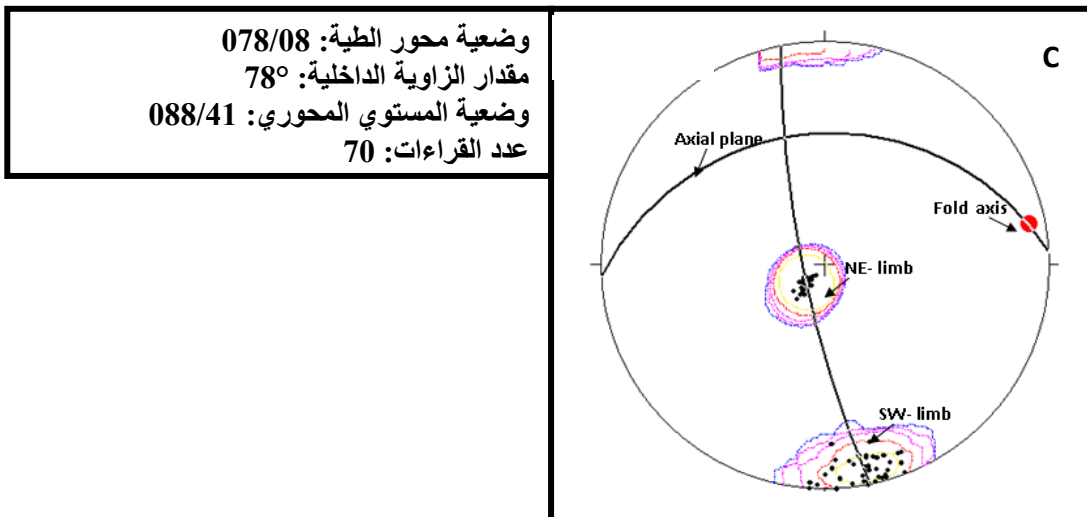 وضعية محور الطية: 078/08
مقدار الزاوية الداخلية: 78°
وضعية المستوي المحوري: 088/41
عدد القراءات: 70
C
Axial plane
Fold axis
NE- limb
SW- limb